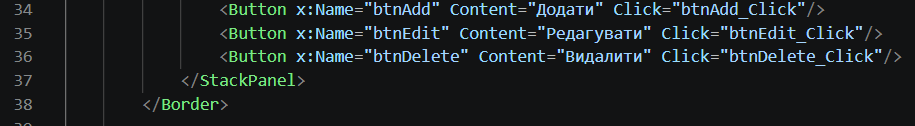 34 <Button x:Name="btnAdd" Content="Додати" Click="btnAdd_Click"/>
35 <Button x:Name="btnEdit" Content="Редагувати" Click="btnEdit_Click"/>
36 <Button x:Name="btnDelete" Content="Видалити" Click="btnDelete_Click"/>
37 </StackPanel>
38 </Border>